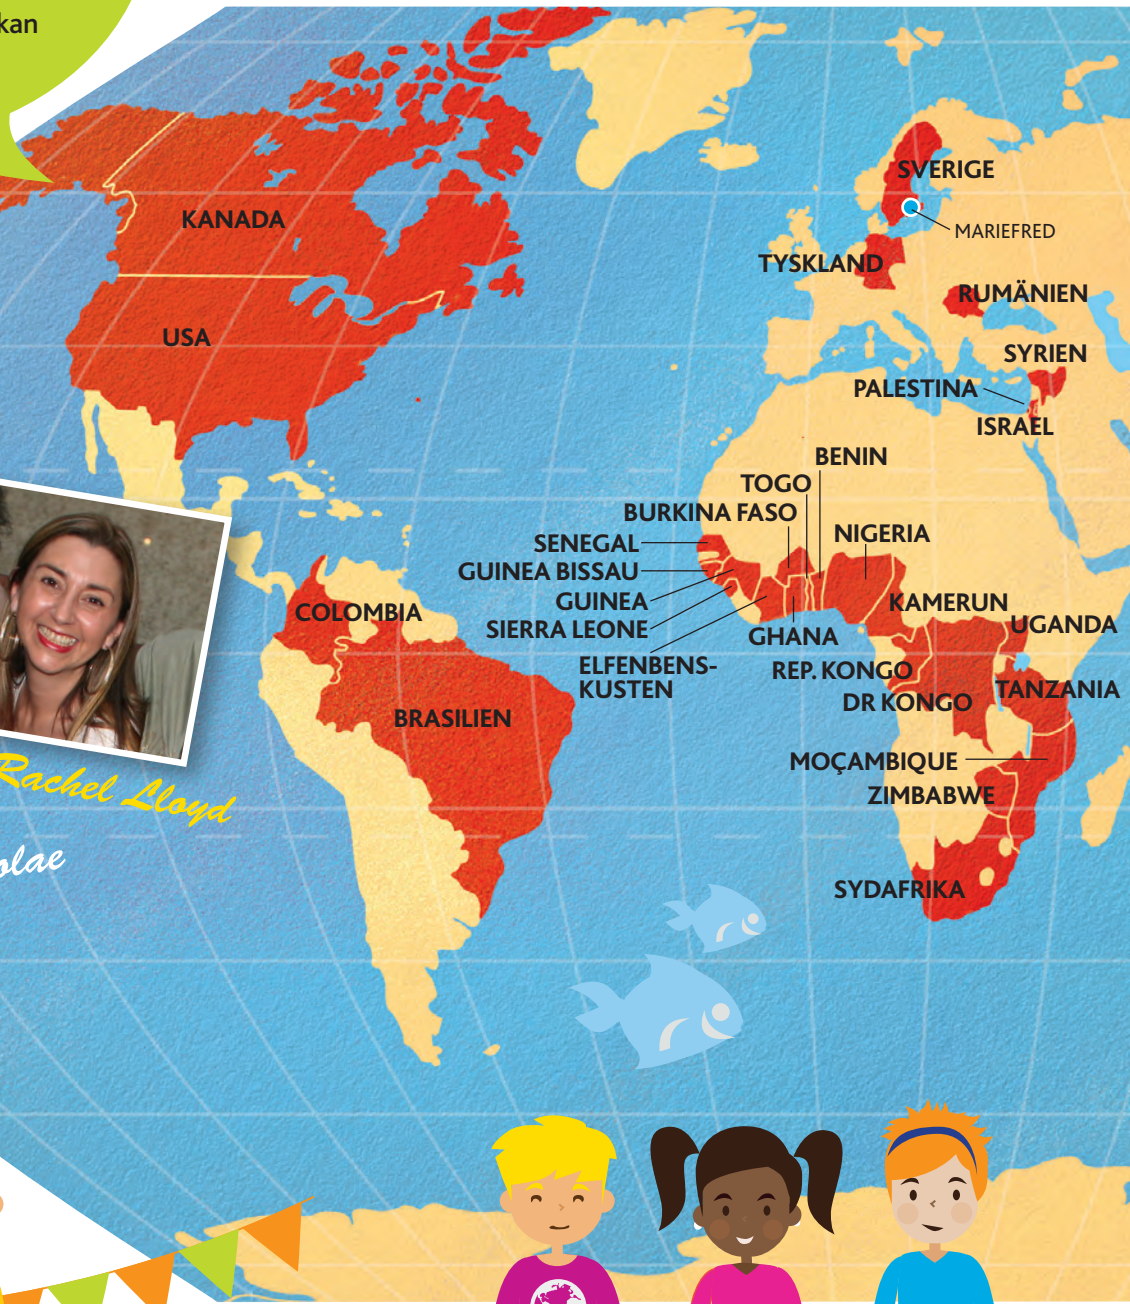 kan
SVERIGE
KANADA
MARIEFRED
TYSKLAND
RUMÄNIEN
USA
SYRIEN
PALESTINA
ISRAEL
BENIN
TOGO
BURKINA FASO
NIGERIA
SENEGAL
GUINEA BISSAU
GUINEA
KAMERUN
COLOMBIA
UGANDA
SIERRA LEONE
GHANA
ELFENBENS-
KUSTEN
REP. KONGO
TANZANIA
DR KONGO
BRASILIEN
MOÇAMBIQUE
ZIMBABWE
Rachel Lloyd
olae
SYDAFRIKA